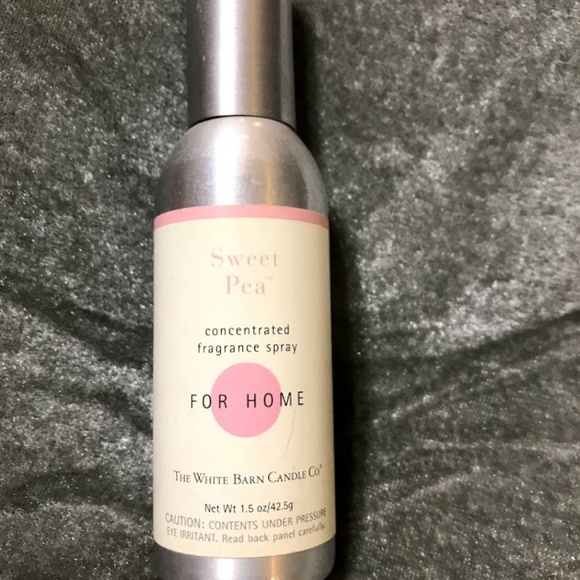 Sweet
Pea™
concentrated
fragrance spray
FOR HOME
THE WHITE BARN CANDLE CO.®
Net Wt 1.5 oz/42.5g
CAUTION: CONTENTS UNDER PRESSURE
EYE IRRITANT. Read back panel carefully.